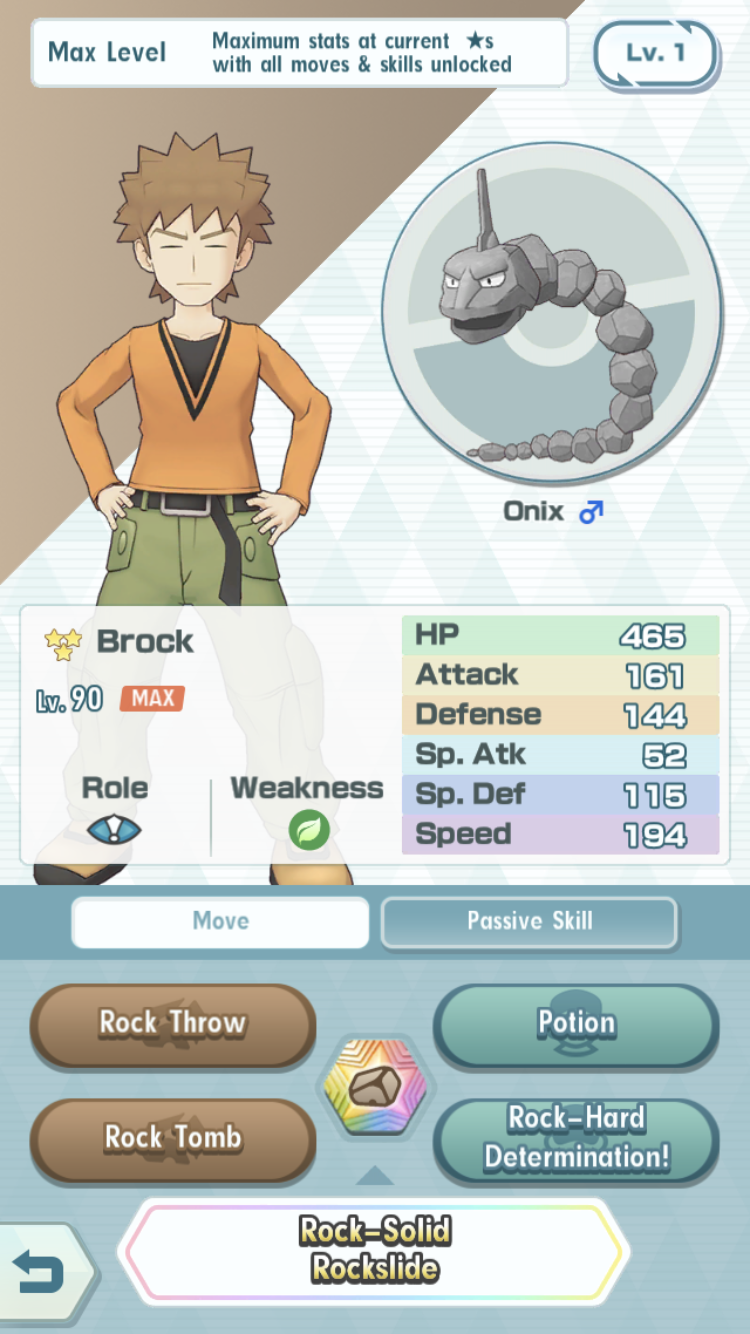 Max Level
Maximum stats at current ★s
with all moves & skills unlocked
Lv. 1
Onix ♂
Brock
Lv. 90 MAX
Role
Weakness
HP 465
Attack 161
Defense 144
Sp. Atk 52
Sp. Def 115
Speed 194
Move
Passive Skill
Rock Throw
Potion
Rock Tomb
Rock-Hard
Determination!
Rock-Solid
Rockslide